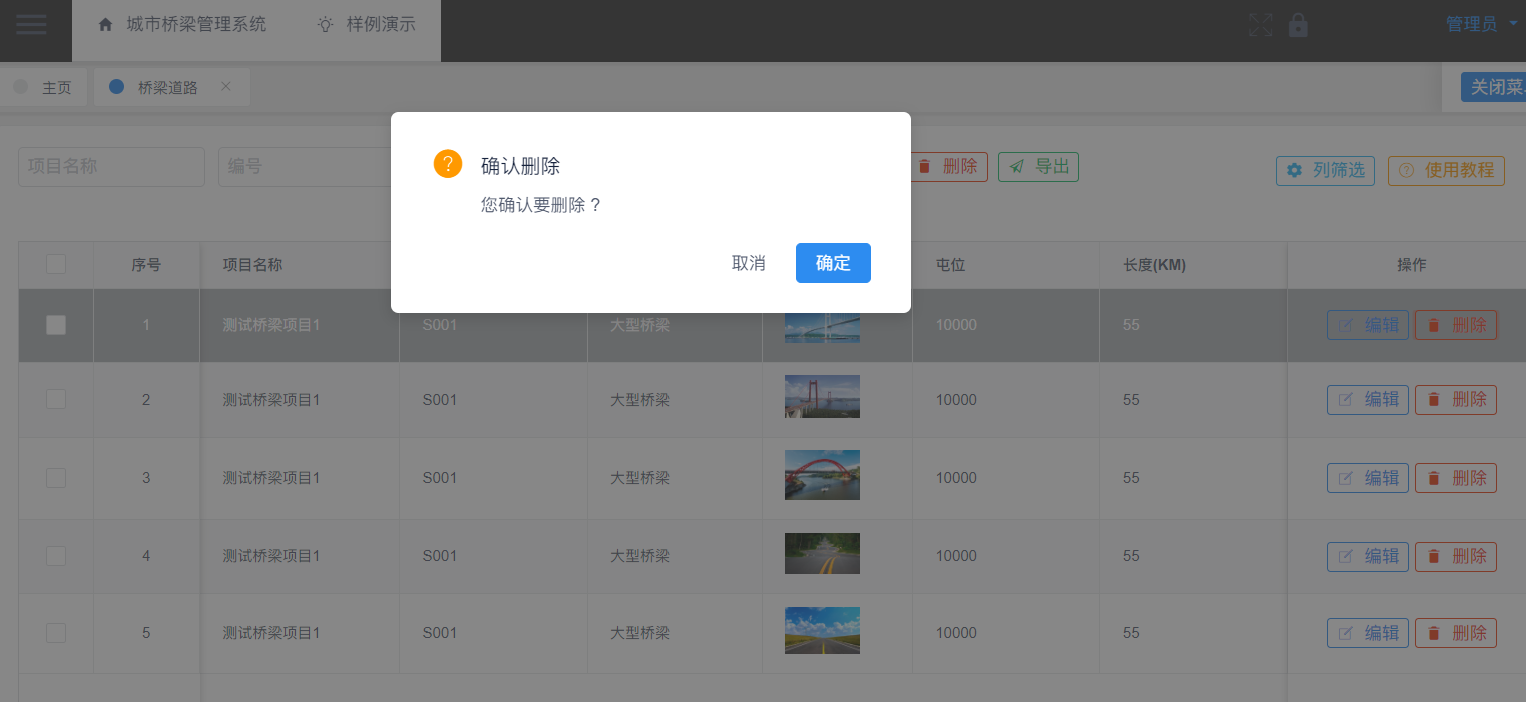 城市桥梁管理系统 样例演示 管理员
主页 桥梁道路 关闭菜
确认删除
您确认要删除？
取消 确定
项目名称 编号 删除 导出 列筛选 使用教程
序号 项目名称 屯位 长度(KM) 操作
1 测试桥梁项目1 S001 大型桥梁 10000 55 编辑 删除
2 测试桥梁项目1 S001 大型桥梁 10000 55 编辑 删除
3 测试桥梁项目1 S001 大型桥梁 10000 55 编辑 删除
4 测试桥梁项目1 S001 大型桥梁 10000 55 编辑 删除
5 测试桥梁项目1 S001 大型桥梁 10000 55 编辑 删除